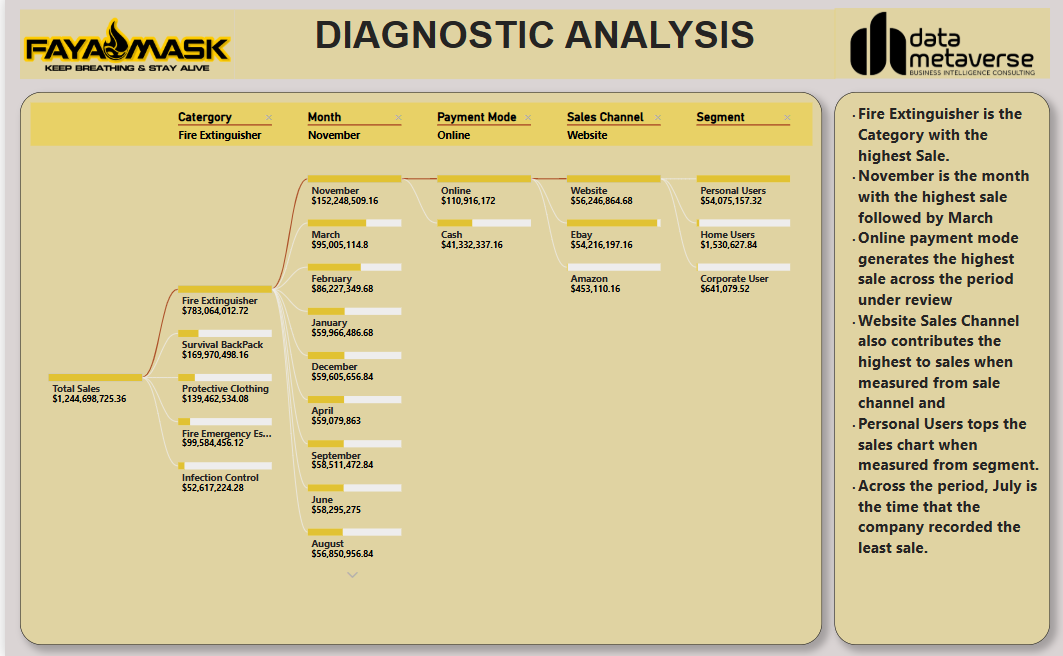 FAYA MASK
KEEP BREATHING & STAY ALIVE
DIAGNOSTIC ANALYSIS
data
metaverse
BUSINESS INTELLIGENCE CONSULTING
Catergory
Fire Extinguisher
Month
November
Payment Mode
Online
Sales Channel
Website
Segment
Total Sales
$1,244,698,725.36
Fire Extinguisher
$783,064,012.72
Survival BackPack
$169,970,498.16
Protective Clothing
$139,462,534.08
Fire Emergency Es...
$99,584,456.12
Infection Control
$52,617,224.28
November
$152,248,509.16
March
$95,005,114.8
February
$86,227,349.68
January
$59,966,486.68
December
$59,605,656.84
April
$59,079,863
September
$58,511,472.84
June
$58,295,275
August
$56,850,956.84
Online
$110,916,172
Cash
$41,332,337.16
Website
$56,246,864.68
Ebay
$54,216,197.16
Amazon
$453,110.16
Personal Users
$54,075,157.32
Home Users
$1,530,627.84
Corporate User
$641,079.52
· Fire Extinguisher is the
Category with the
highest Sale.
· November is the month
with the highest sale
followed by March
· Online payment mode
generates the highest
sale across the period
under review
· Website Sales Channel
also contributes the
highest to sales when
measured from sale
channel and
· Personal Users tops the
sales chart when
measured from segment.
· Across the period, July is
the time that the
company recorded the
least sale.